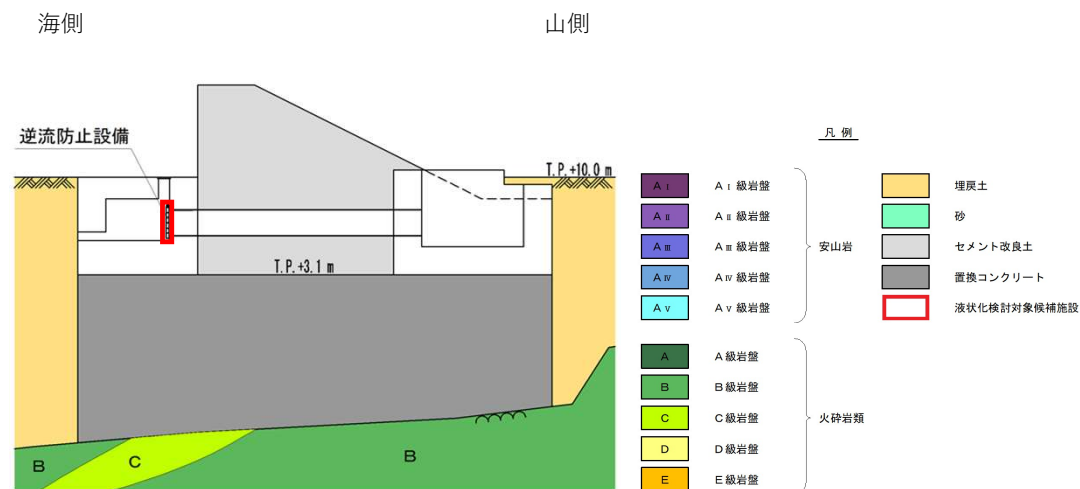 海側
山側
逆流防止設備
T.P.+10.0 m
T.P.+3.1 m
B
C
B
凡 例
AⅠ AⅠ級岩盤
AⅡ AⅡ級岩盤
AⅢ AⅢ級岩盤
AⅣ AⅣ級岩盤
AⅤ AⅤ級岩盤
安山岩
A A級岩盤
B B級岩盤
C C級岩盤
D D級岩盤
E E級岩盤
火砕岩類
埋戻土
砂
セメント改良土
置換コンクリート
液状化検討対象候補施設